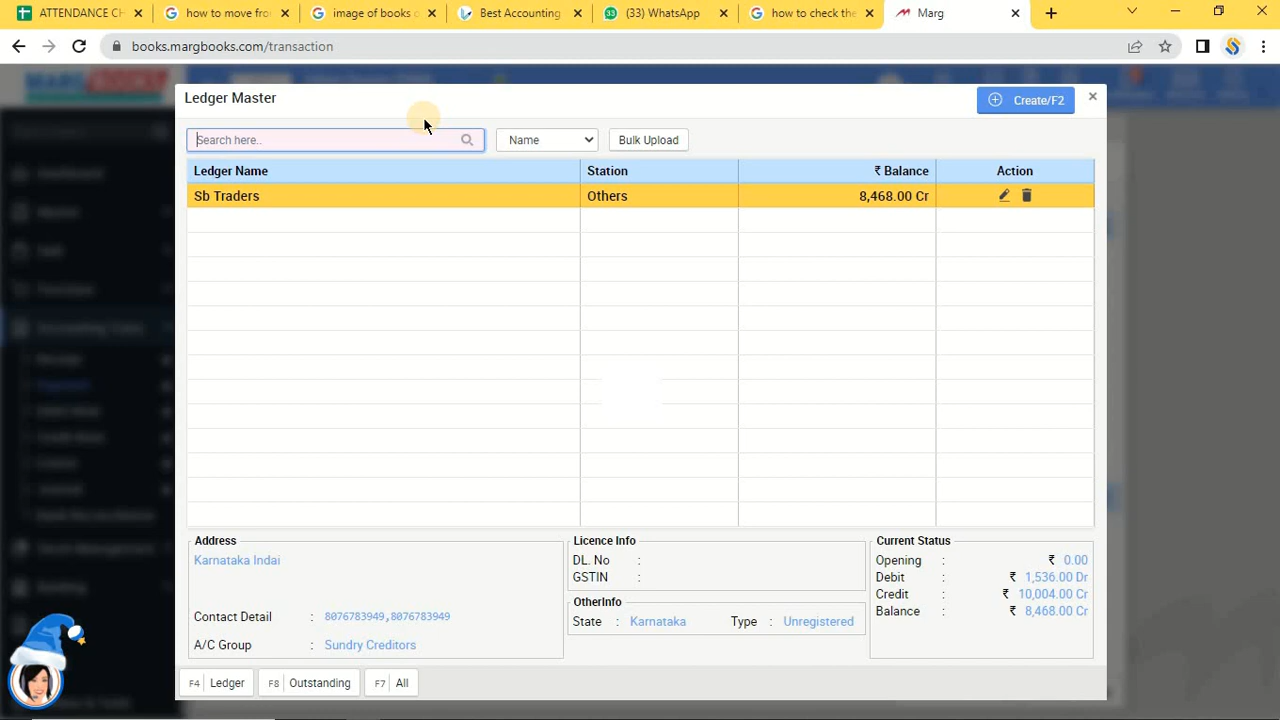 ATTENDANCE CH
how to move fro
image of books o
Best Accounting
(33) WhatsApp
how to check the
Marg
books.margbooks.com/transaction
Ledger Master
Create/F2
Search here..
Name
Bulk Upload
Ledger Name Station ₹ Balance Action
Sb Traders Others 8,468.00 Cr
Address
Karnataka Indai
Contact Detail : 8076783949,8076783949
A/C Group : Sundry Creditors
Licence Info
DL. No :
GSTIN :
OtherInfo
State : Karnataka Type : Unregistered
Current Status
Opening ₹ 0.00
Debit : ₹ 1,536.00 Dr
Credit : ₹ 10,004.00 Cr
Balance : ₹ 8,468.00 Cr
F4 Ledger F8 Outstanding F7 All